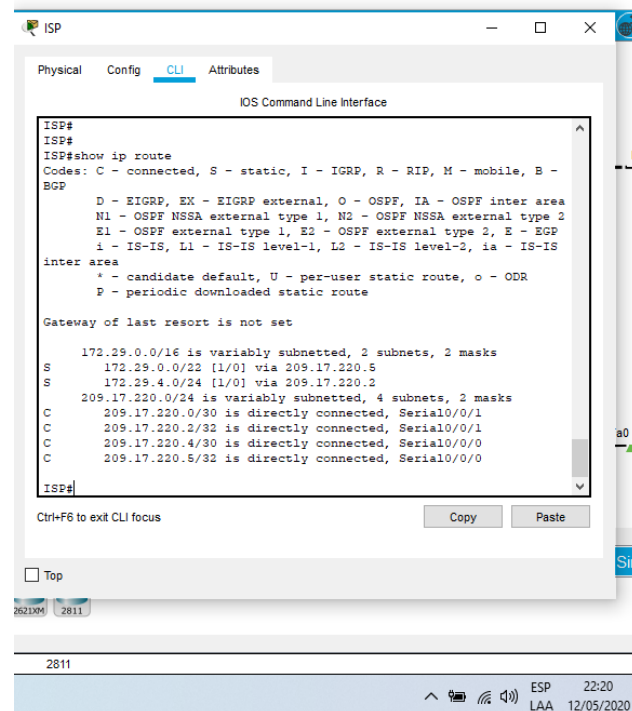 ISP
Physical Config CLI Attributes
IOS Command Line Interface
ISP#
ISP#
ISP#show ip route
Codes: C - connected, S - static, I - IGRP, R - RIP, M - mobile, B -
BGP
D - EIGRP, EX - EIGRP external, O - OSPF, IA - OSPF inter area
N1 - OSPF NSSA external type 1, N2 - OSPF NSSA external type 2
E1 - OSPF external type 1, E2 - OSPF external type 2, E - EGP
i - IS-IS, L1 - IS-IS level-1, L2 - IS-IS level-2, ia - IS-IS
inter area
* - candidate default, U - per-user static route, o - ODR
P - periodic downloaded static route
Gateway of last resort is not set
172.29.0.0/16 is variably subnetted, 2 subnets, 2 masks
S 172.29.0.0/22 [1/0] via 209.17.220.5
S 172.29.4.0/24 [1/0] via 209.17.220.2
209.17.220.0/24 is variably subnetted, 4 subnets, 2 masks
C 209.17.220.0/30 is directly connected, Serial0/0/1
C 209.17.220.2/32 is directly connected, Serial0/0/1
C 209.17.220.4/30 is directly connected, Serial0/0/0
C 209.17.220.5/32 is directly connected, Serial0/0/0
ISP#
a0
Ctrl+F6 to exit CLI focus
Copy Paste
Top
Si
2621XM 2811
2811
ESP 22:20
LAA 12/05/2020